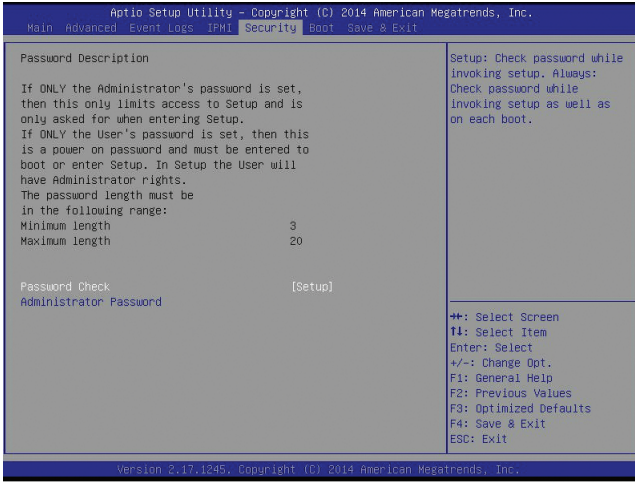 Aptio Setup Utility – Copyright (C) 2014 American Megatrends, Inc.
Main Advanced Event Logs IPMI Security Boot Save & Exit
Password Description
If ONLY the Administrator's password is set,
then this only limits access to Setup and is
only asked for when entering Setup.
If ONLY the User's password is set, then this
is a power on password and must be entered to
boot or enter Setup. In Setup the User will
have Administrator rights.
The password length must be
in the following range:
Minimum length 3
Maximum length 20
Password Check [Setup]
Administrator Password
Setup: Check password while
invoking setup. Always:
Check password while
invoking setup as well as
on each boot.
→←: Select Screen
↑↓: Select Item
Enter: Select
+/-: Change Opt.
F1: General Help
F2: Previous Values
F3: Optimized Defaults
F4: Save & Exit
ESC: Exit
Version 2.17.1245. Copyright (C) 2014 American Megatrends, Inc.